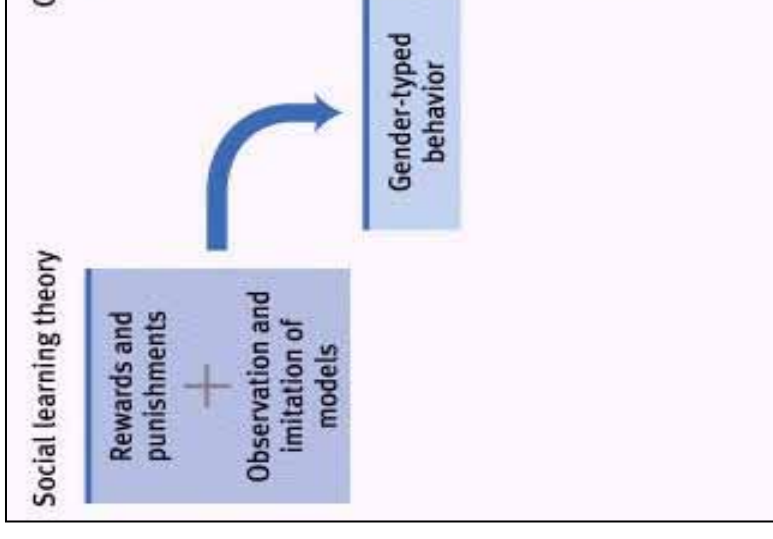 Social learning theory
Rewards and
punishments
+
Observation and
imitation of
models
Gender-typed
behavior